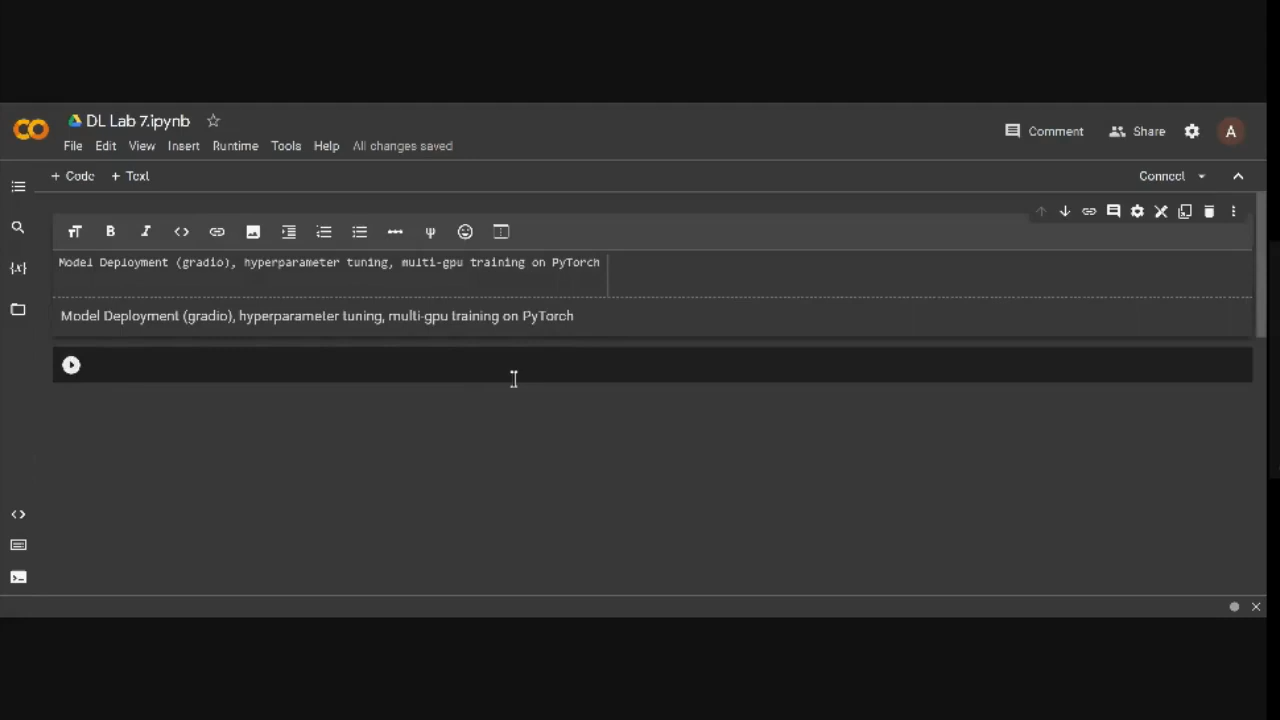 DL Lab 7.ipynb
Comment
Share
A
File Edit View Insert Runtime Tools Help All changes saved
+ Code + Text
Connect
Model Deployment (gradio), hyperparameter tuning, multi-gpu training on PyTorch
Model Deployment (gradio), hyperparameter tuning, multi-gpu training on PyTorch